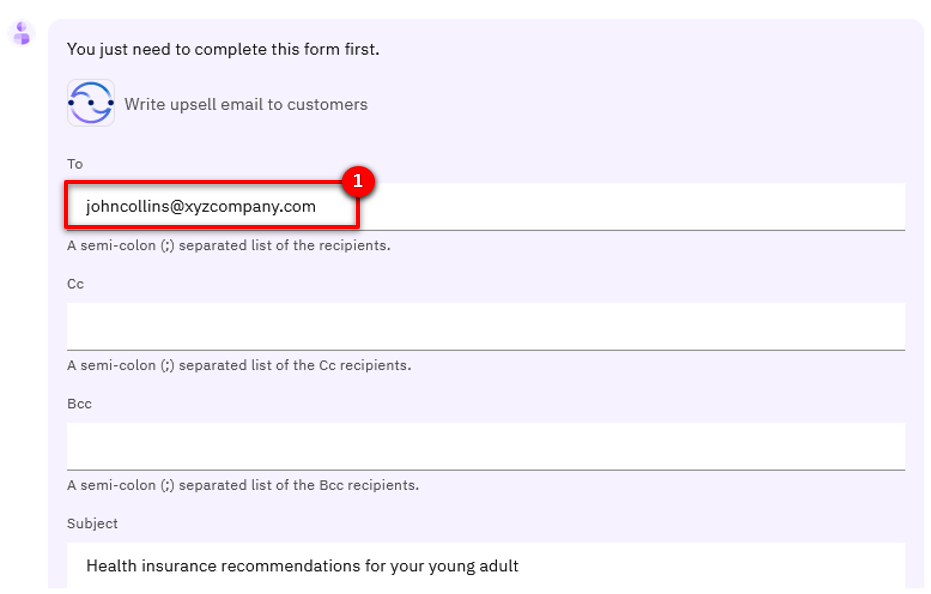 You just need to complete this form first.
Write upsell email to customers
To
1
johncollins@xyzcompany.com
A semi-colon (;) separated list of the recipients.
Cc
A semi-colon (;) separated list of the Cc recipients.
Bcc
A semi-colon (;) separated list of the Bcc recipients.
Subject
Health insurance recommendations for your young adult